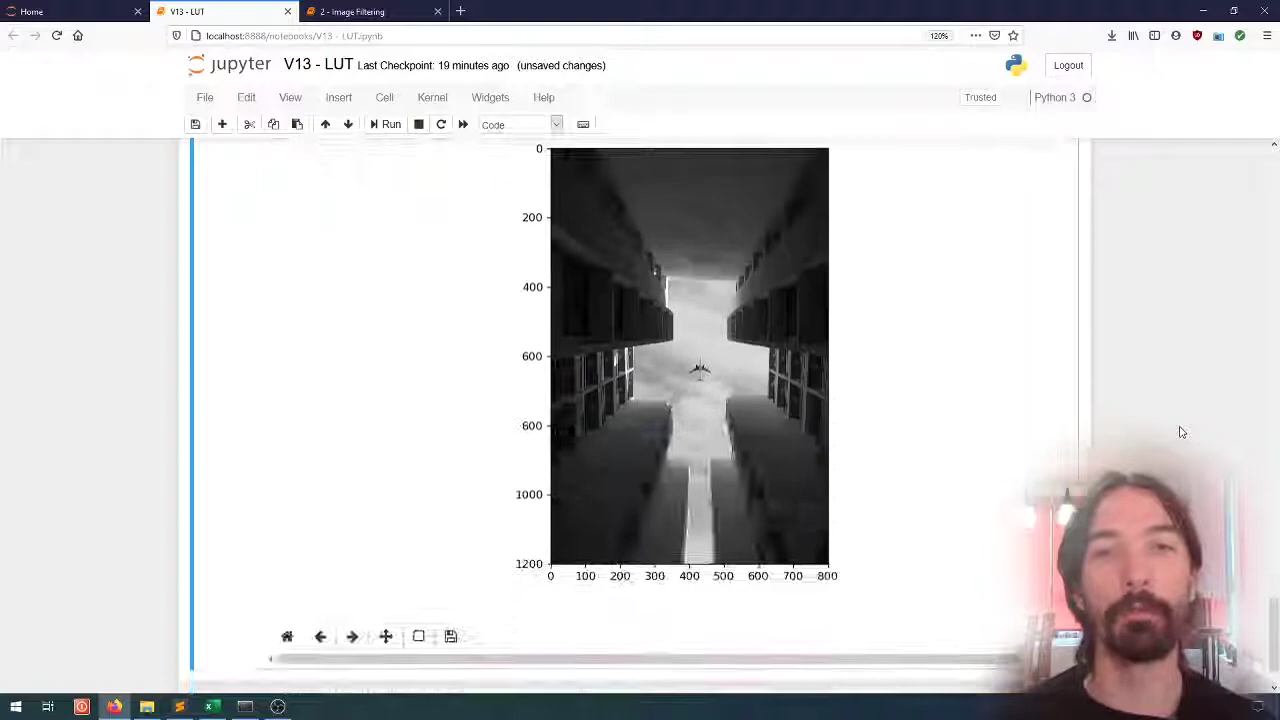 Home
V13 - LUT
2 - Image Filtering
localhost:8888/notebooks/V13 - LUT.ipynb
120%
jupyter V13 - LUT Last Checkpoint: 19 minutes ago (unsaved changes)
Logout
File Edit View Insert Cell Kernel Widgets Help
Trusted
Python 3
Run
Code
0
200
400
600
600
1000
1200
0 100 200 300 400 500 600 700 800